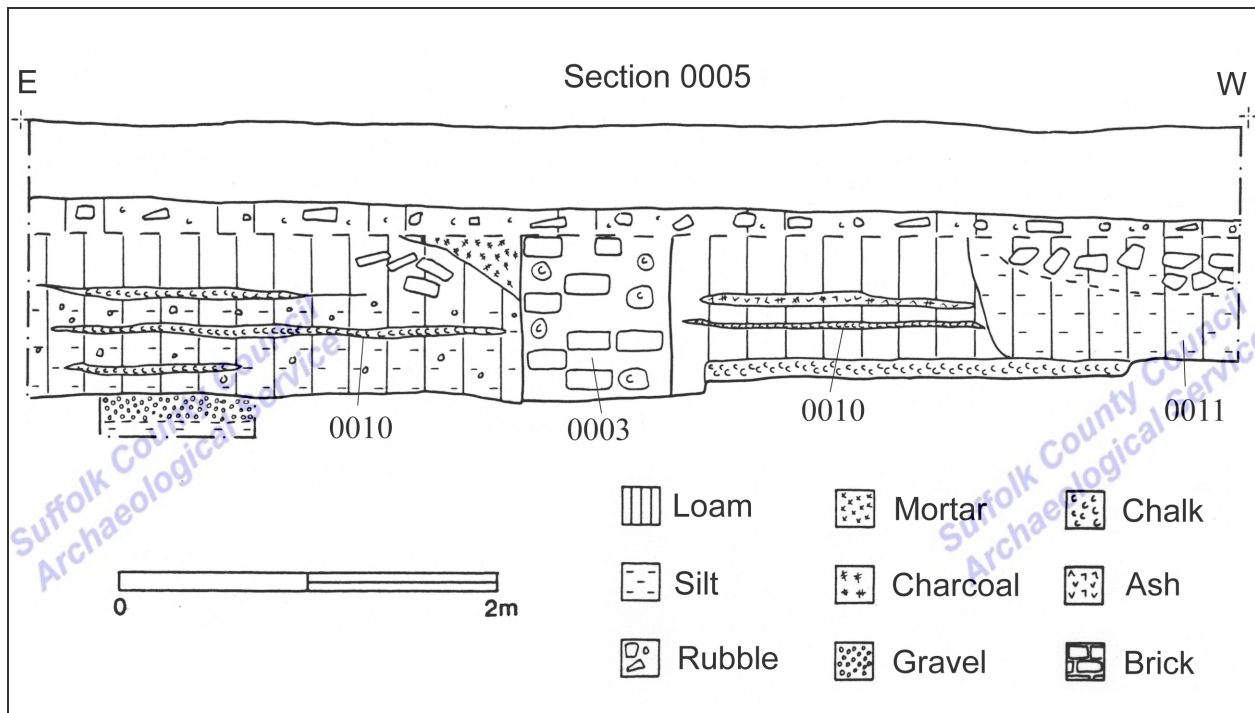 Section 0005
E
W
0010
0003
0010
0011
Suffolk County Council
Archaeological Service
Suffolk County Council
Archaeological Service
Loam
Mortar
Chalk
Silt
Charcoal
Ash
Rubble
Gravel
Brick
0
2m